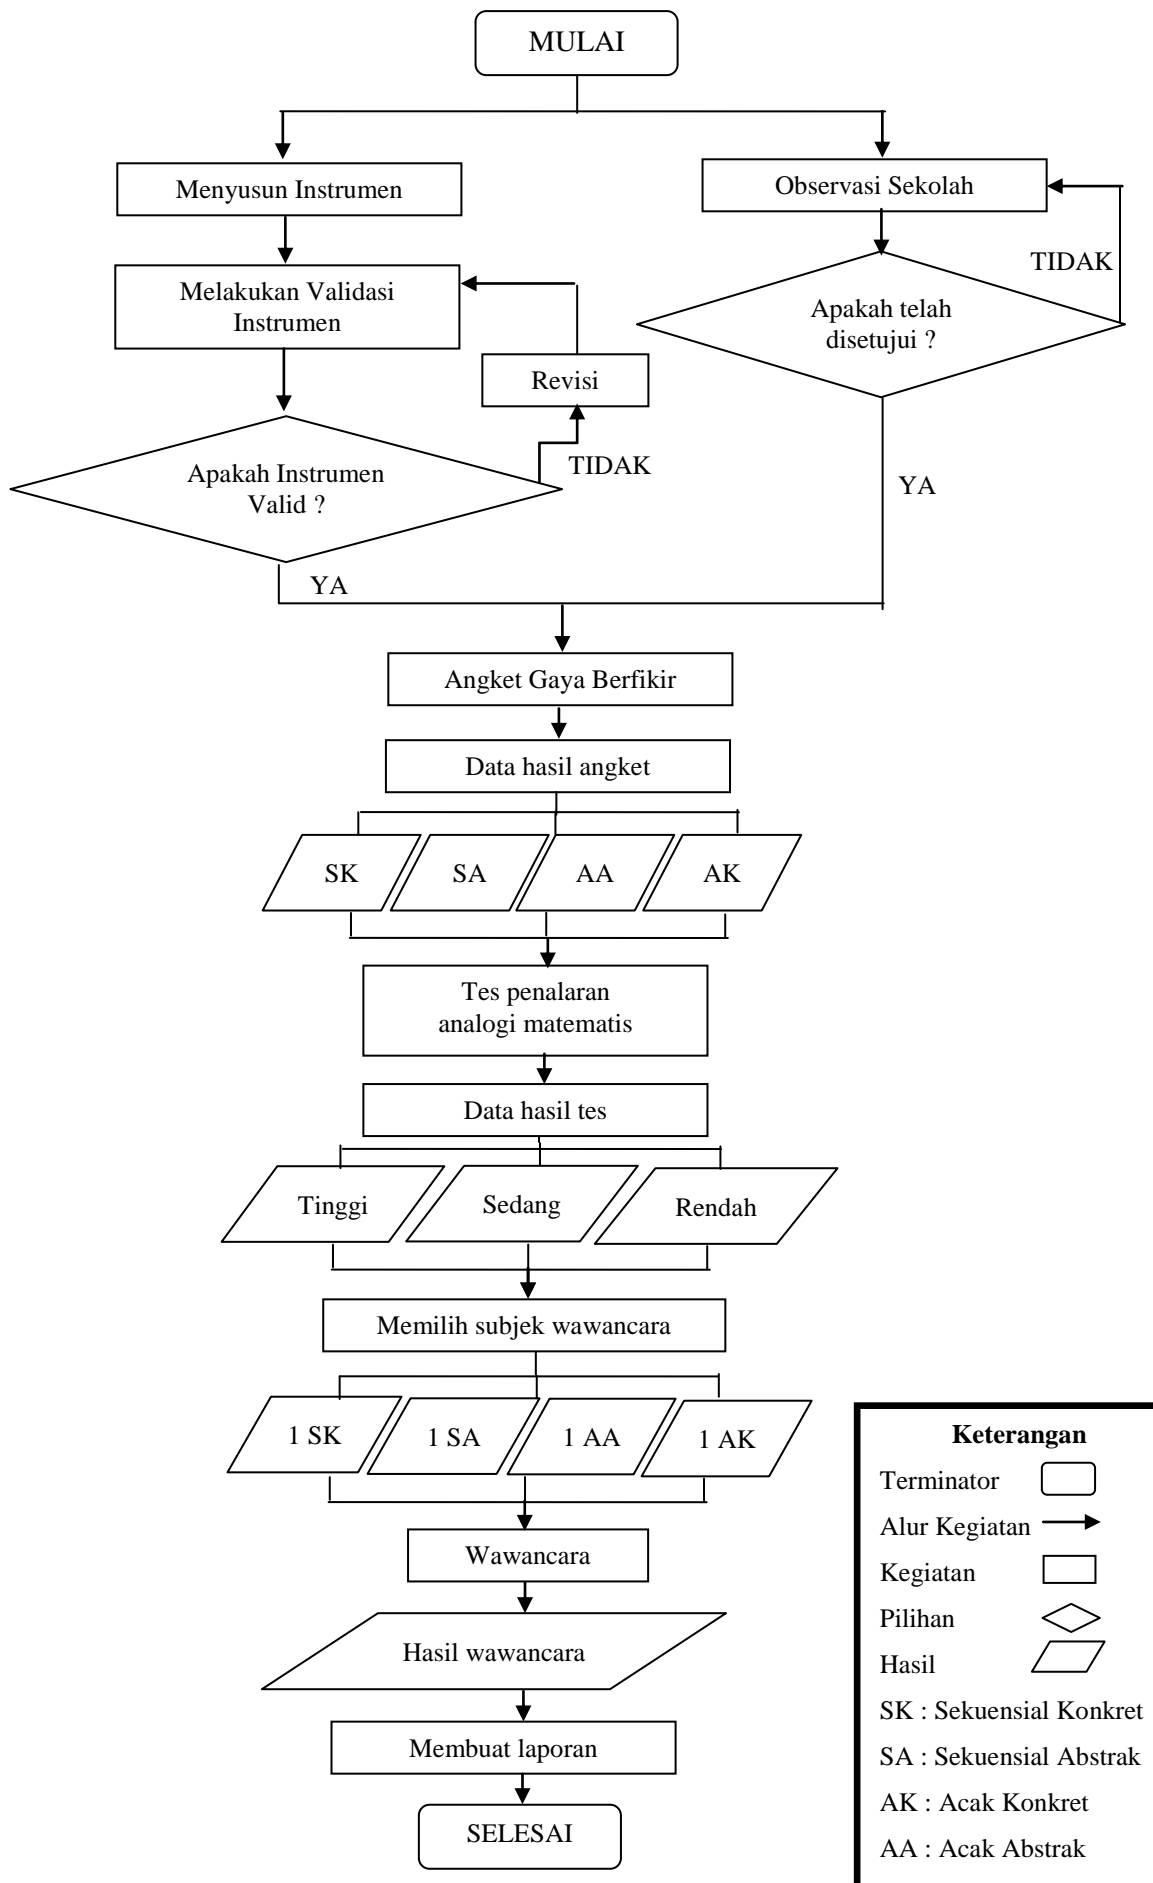 MULAI
Menyusun Instrumen
Observasi Sekolah
TIDAK
Melakukan Validasi
Instrumen
Apakah telah
disetujui ?
Revisi
TIDAK
Apakah Instrumen
Valid ?
YA
YA
Angket Gaya Berfikir
Data hasil angket
SK
SA
AA
AK
Tes penalaran
analogi matematis
Data hasil tes
Tinggi
Sedang
Rendah
Memilih subjek wawancara
1 SK
1 SA
1 AA
1 AK
Wawancara
Hasil wawancara
Membuat laporan
SELESAI
Keterangan
Terminator
Alur Kegiatan
Kegiatan
Pilihan
Hasil
SK : Sekuensial Konkret
SA : Sekuensial Abstrak
AK : Acak Konkret
AA : Acak Abstrak